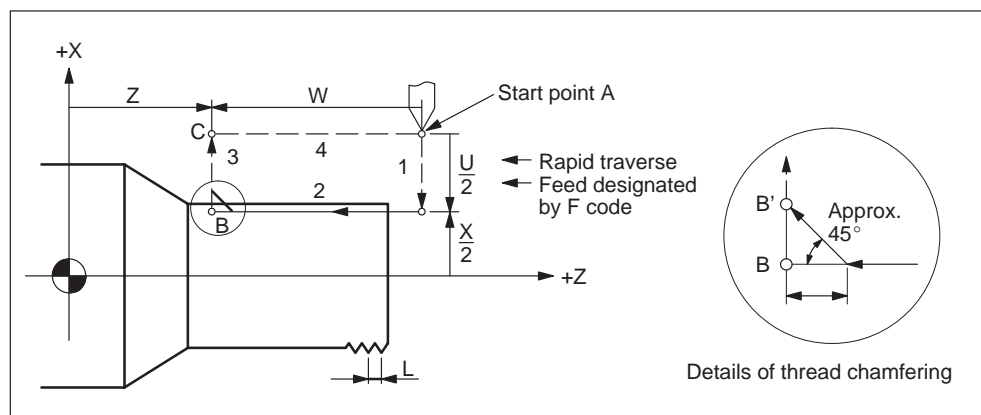 +X
Z
W
Start point A
C
3
4
1
U
2
Rapid traverse
Feed designated
by F code
2
B
X
2
+Z
L
B'
Approx.
45°
B
Details of thread chamfering